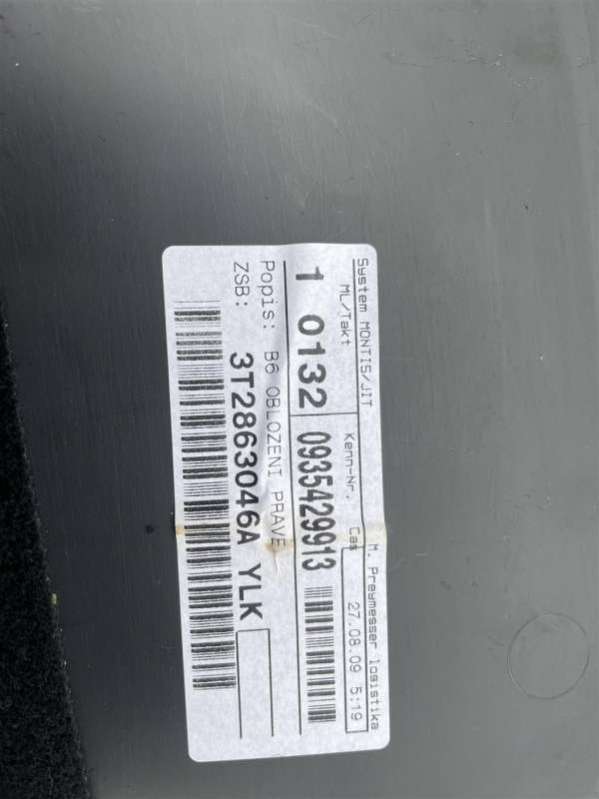 System MONTIS/JIT M. Preymesser logistika
ML/Takt Kenn-Nr. Cas 27.08.09 5:19
1 0132 0935429913
Popis: B6 OBLOZENI PRAVE
ZSB: 3T2863046A YLK